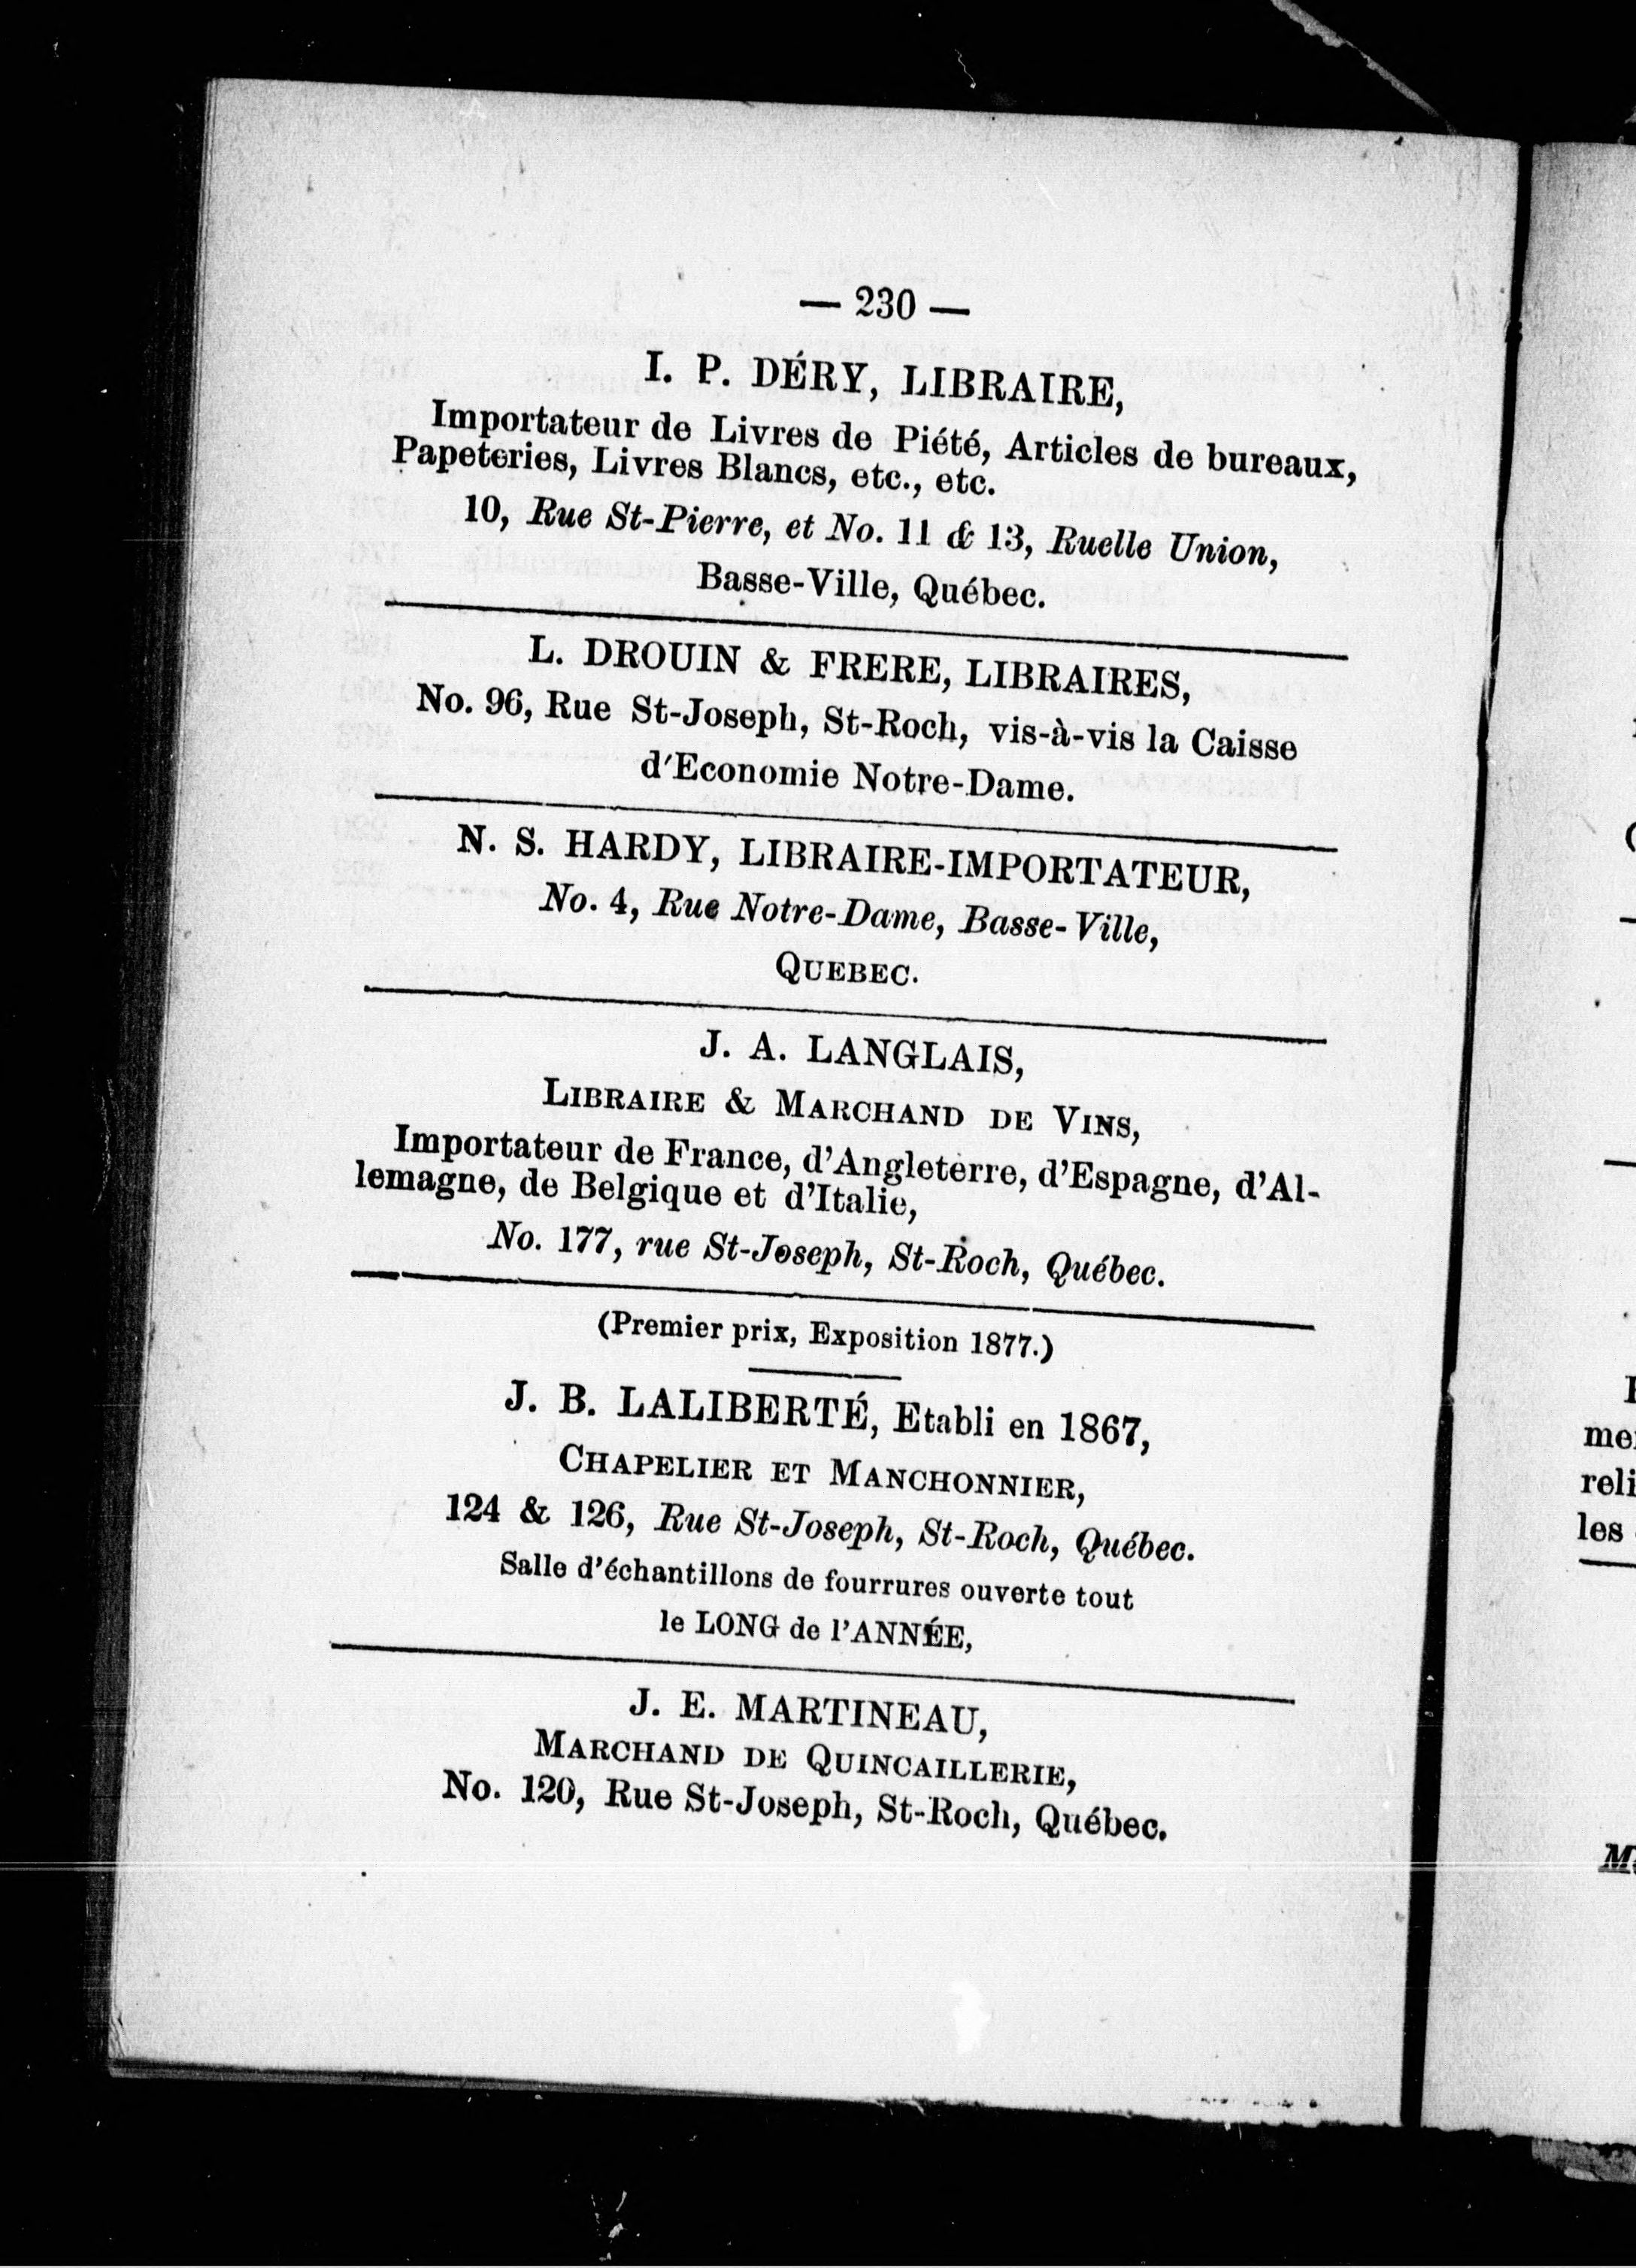 — 230 —
I. P. DÉRY, LIBRAIRE,
Importateur de Livres de Piété, Articles de bureaux,
Papeteries, Livres Blancs, etc., etc.
10, Rue St-Pierre, et No. 11 & 13, Ruelle Union,
Basse-Ville, Québec.
L. DROUIN & FRERE, LIBRAIRES,
No. 96, Rue St-Joseph, St-Roch, vis-à-vis la Caisse
d'Economie Notre-Dame.
N. S. HARDY, LIBRAIRE-IMPORTATEUR,
No. 4, Rue Notre-Dame, Basse-Ville,
QUEBEC.
J. A. LANGLAIS,
LIBRAIRE & MARCHAND DE VINS,
Importateur de France, d'Angleterre, d'Espagne, d'Al-
lemagne, de Belgique et d'Italie,
No. 177, rue St-Joseph, St-Roch, Québec.
(Premier prix, Exposition 1877.)
J. B. LALIBERTÉ, Etabli en 1867,
CHAPELIER ET MANCHONNIER,
124 & 126, Rue St-Joseph, St-Roch, Québec.
Salle d'échantillons de fourrures ouverte tout
le LONG de l'ANNÉE,
J. E. MARTINEAU,
MARCHAND DE QUINCAILLERIE,
No. 120, Rue St-Joseph, St-Roch, Québec.
reli
les